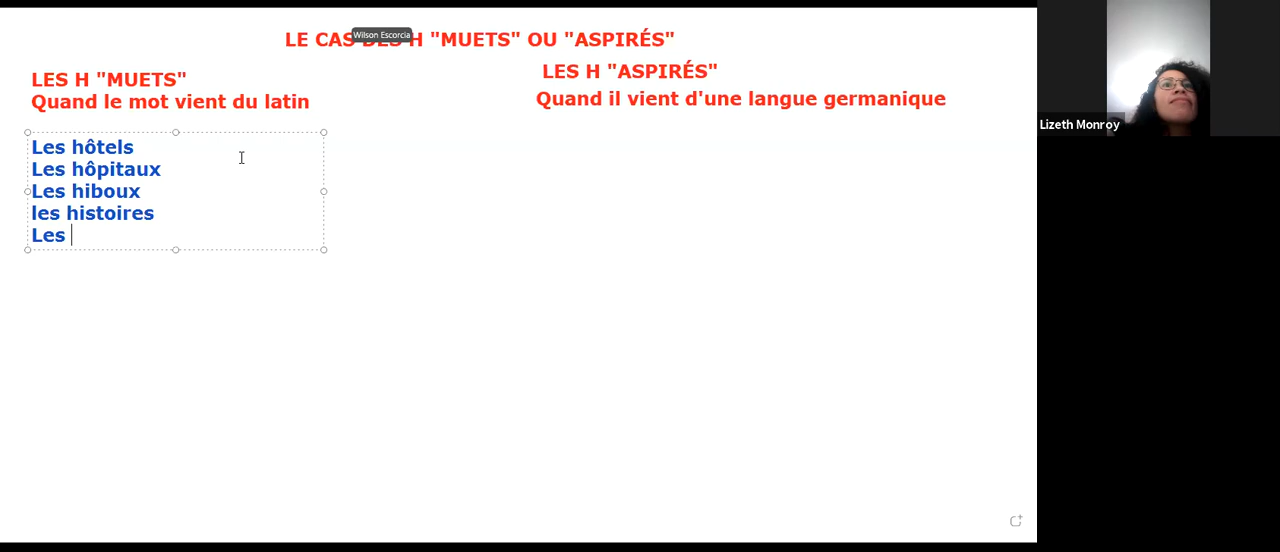 Wilson Escorcia
LE CAS DES H "MUETS" OU "ASPIRÉS"
LES H "MUETS"
Quand le mot vient du latin
LES H "ASPIRÉS"
Quand il vient d'une langue germanique
Les hôtels
Les hôpitaux
Les hiboux
les histoires
Les
Lizeth Monroy